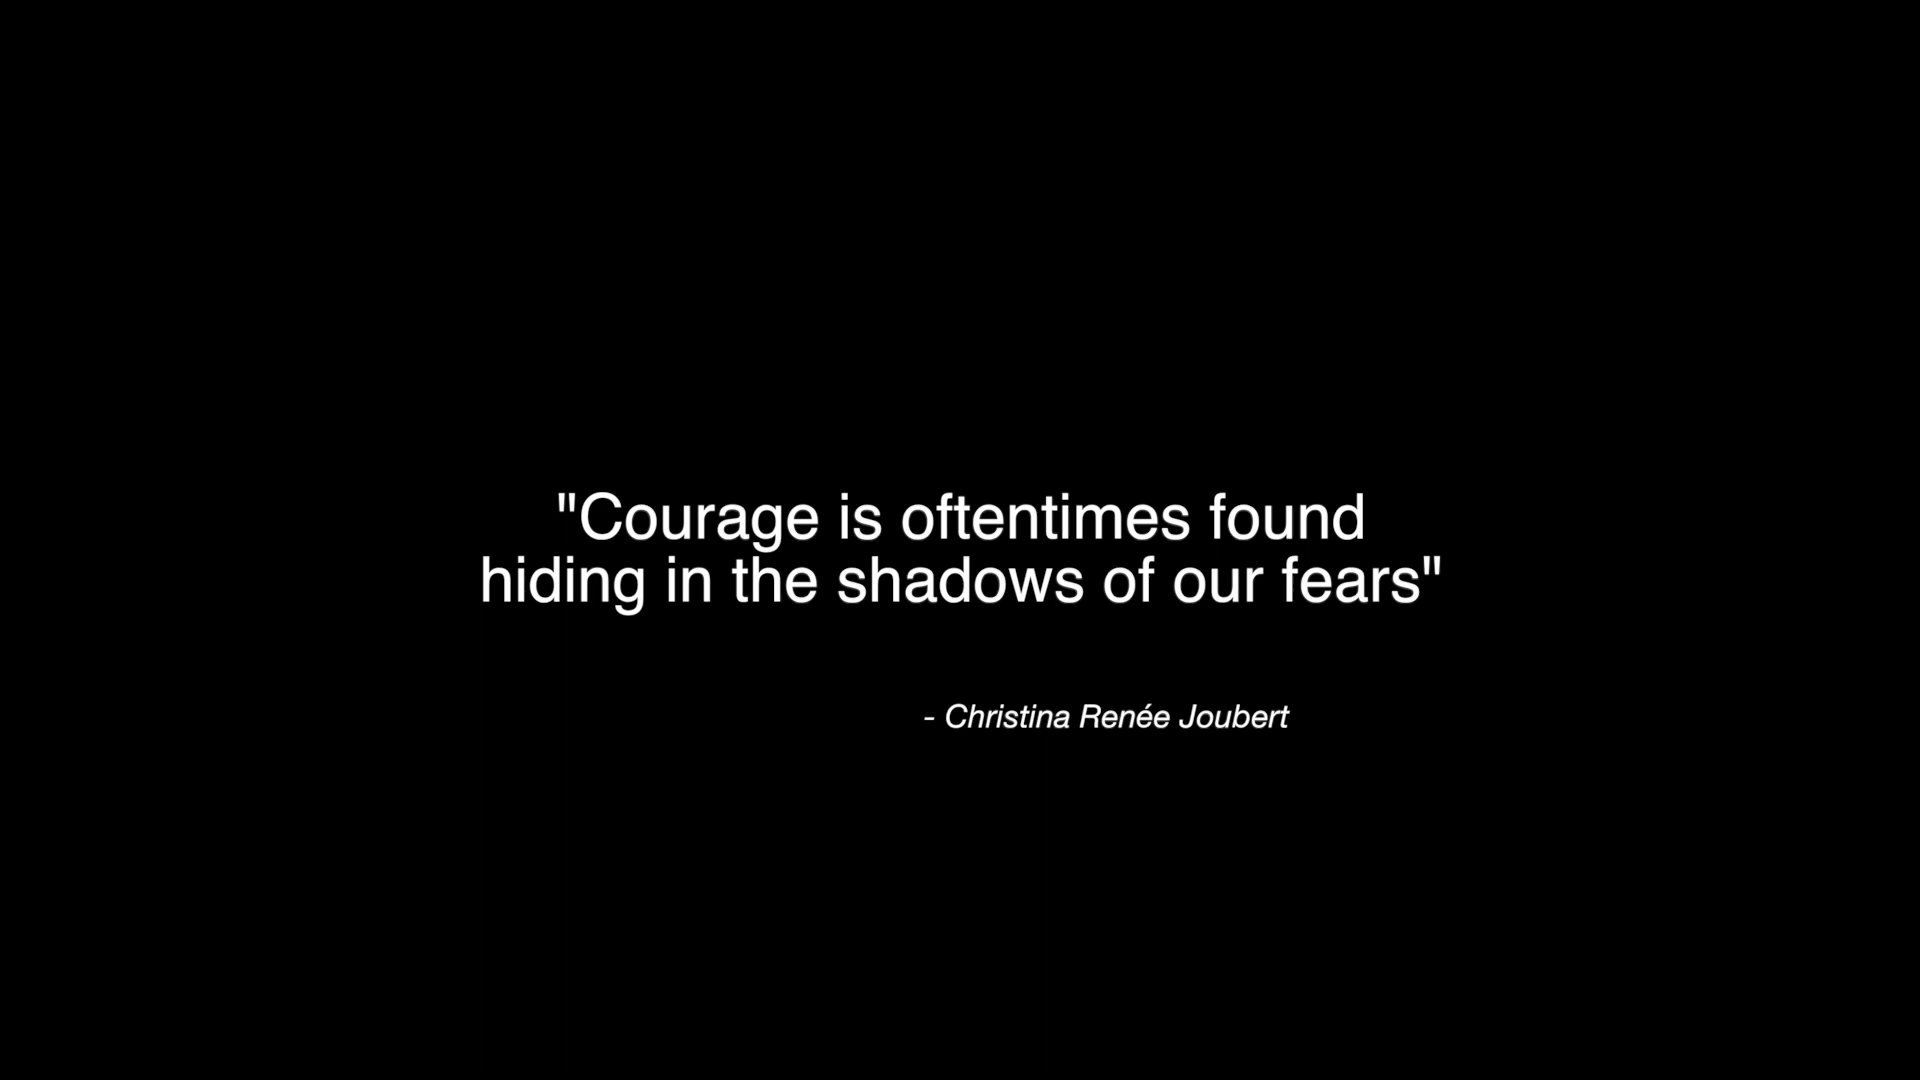 "Courage is oftentimes found
hiding in the shadows of our fears"
- Christina Renée Joubert